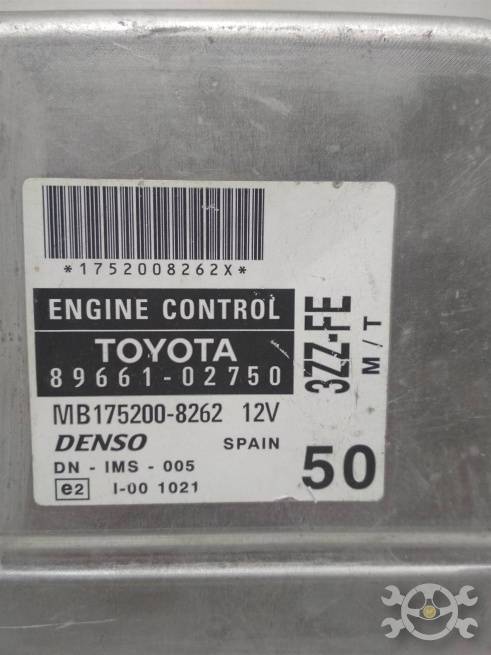 *1752008262X*
ENGINE CONTROL
TOYOTA
89661-02750
MB175200-8262 12V
DENSO SPAIN
DN - IMS - 005
e2 I-00 1021
3ZZ-FE
M/T
50